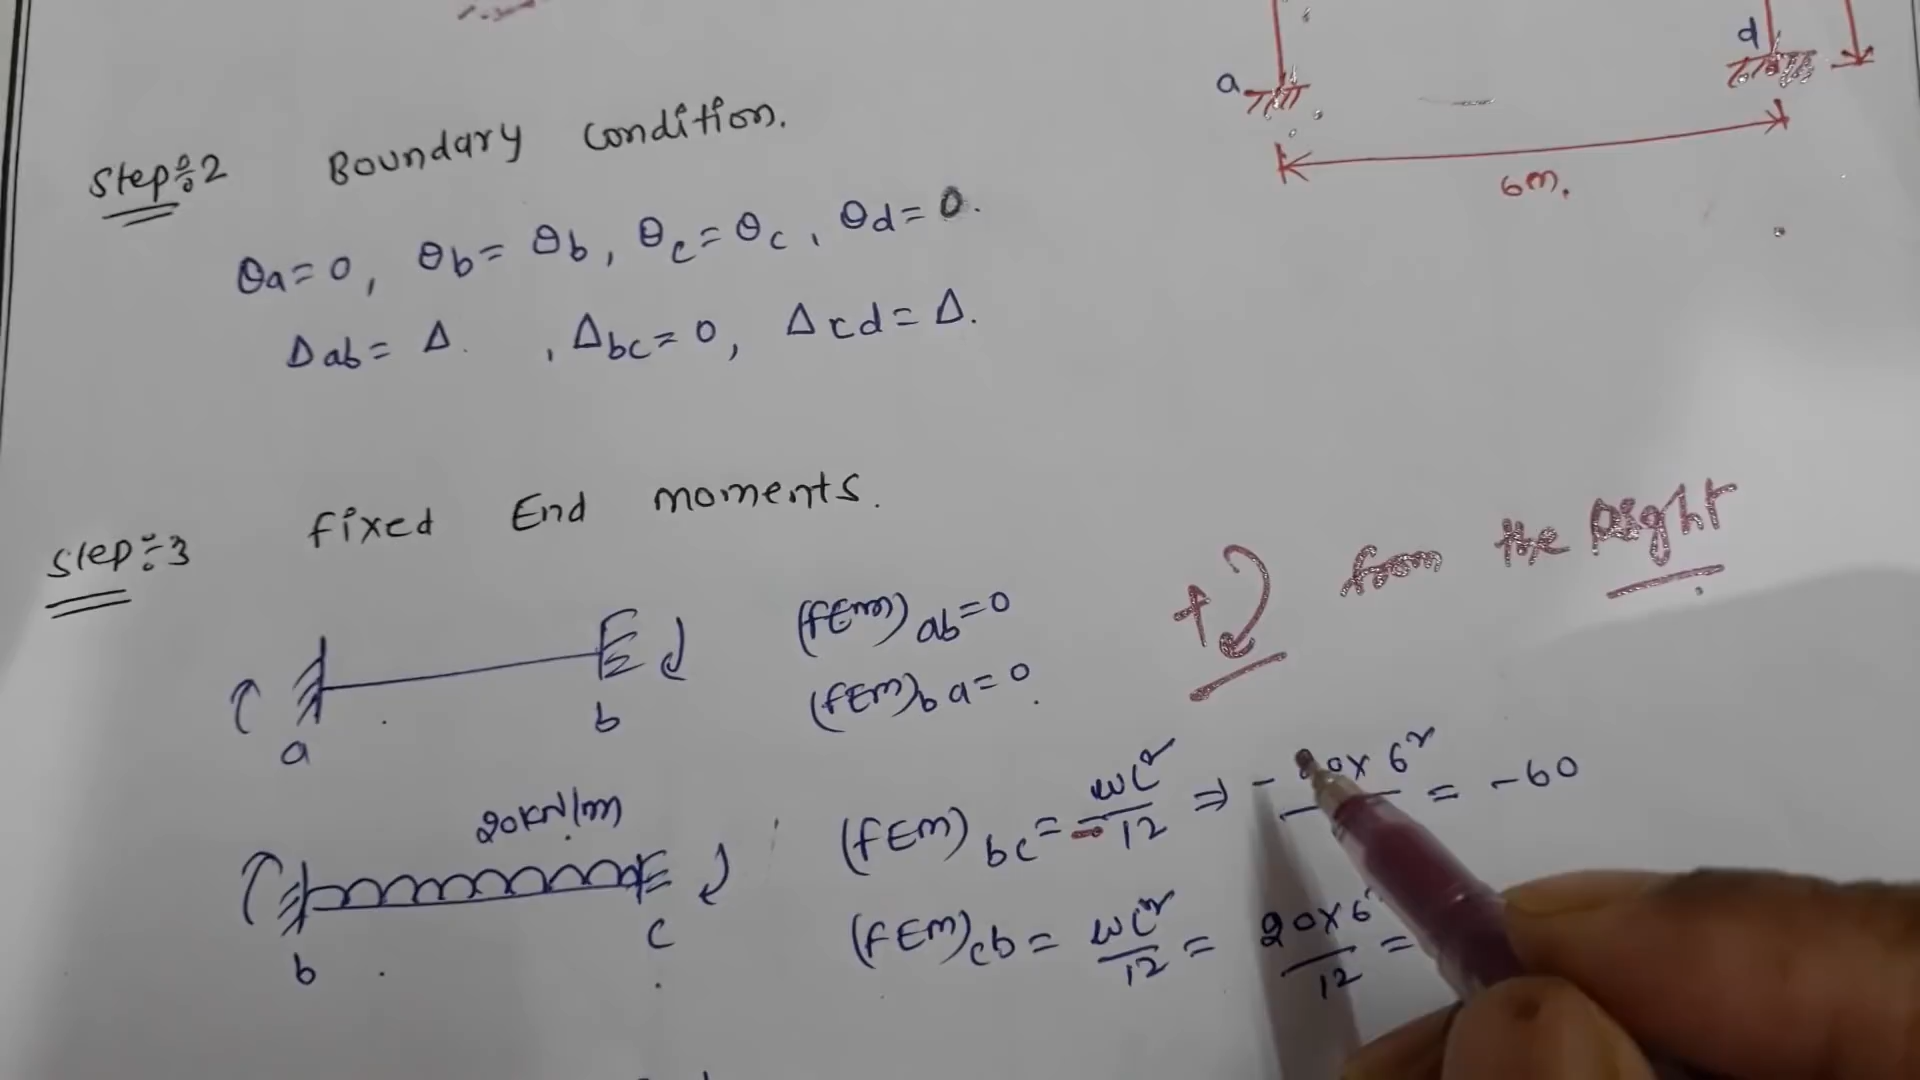 d
a
6m.
Step:2 Boundary condition.
θa=0, θb=θb, θc=θc, θd=0.
Δab=Δ. , Δbc=0, Δcd=Δ.
Step:3 Fixed End moments.
+ from the Right
a b (FEM)ab=0
(FEM)ba=0.
20KN/m
b c (FEM)bc= -wl²/12 ⇒ - 0×6² = -60
(FEM)cb= wl²/12 = 20×6/12 =